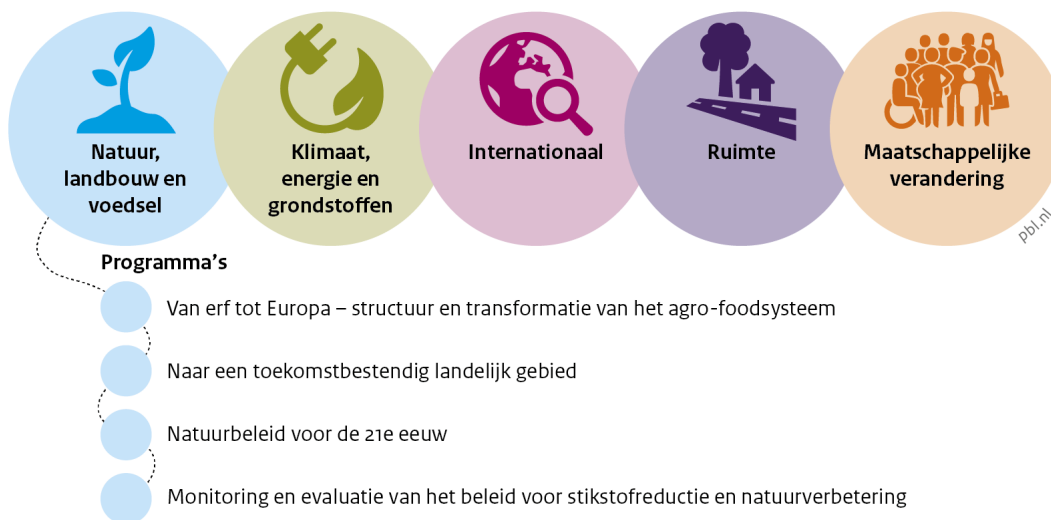 Natuur,
landbouw en
voedsel
Klimaat,
energie en
grondstoffen
Internationaal
Ruimte
Maatschappelijke
verandering
pbl.nl
Programma's
Van erf tot Europa – structuur en transformatie van het agro-foodsysteem
Naar een toekomstbestendig landelijk gebied
Natuurbeleid voor de 21e eeuw
Monitoring en evaluatie van het beleid voor stikstofreductie en natuurverbetering